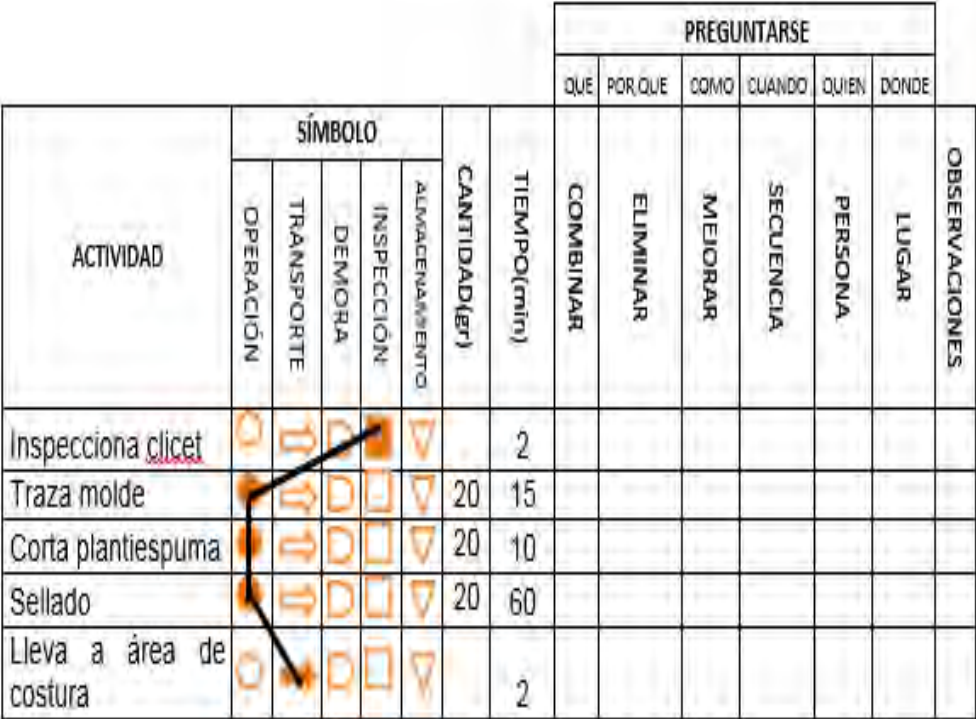 PREGUNTARSE
QUE POR QUE COMO CUANDO QUIEN DONDE
SÍMBOLO
ACTIVIDAD OPERACIÓN TRANSPORTE DEMORA INSPECCIÓN ALMACENAMIENTO CANTIDAD(gr) TIEMPO(min) COMBINAR ELIMINAR MEJORAR SECUENCIA PERSONA LUGAR OBSERVACIONES
Inspecciona clicet 2
Traza molde 20 15
Corta plantiespuma 20 10
Sellado 20 60
Lleva a área de
costura 2